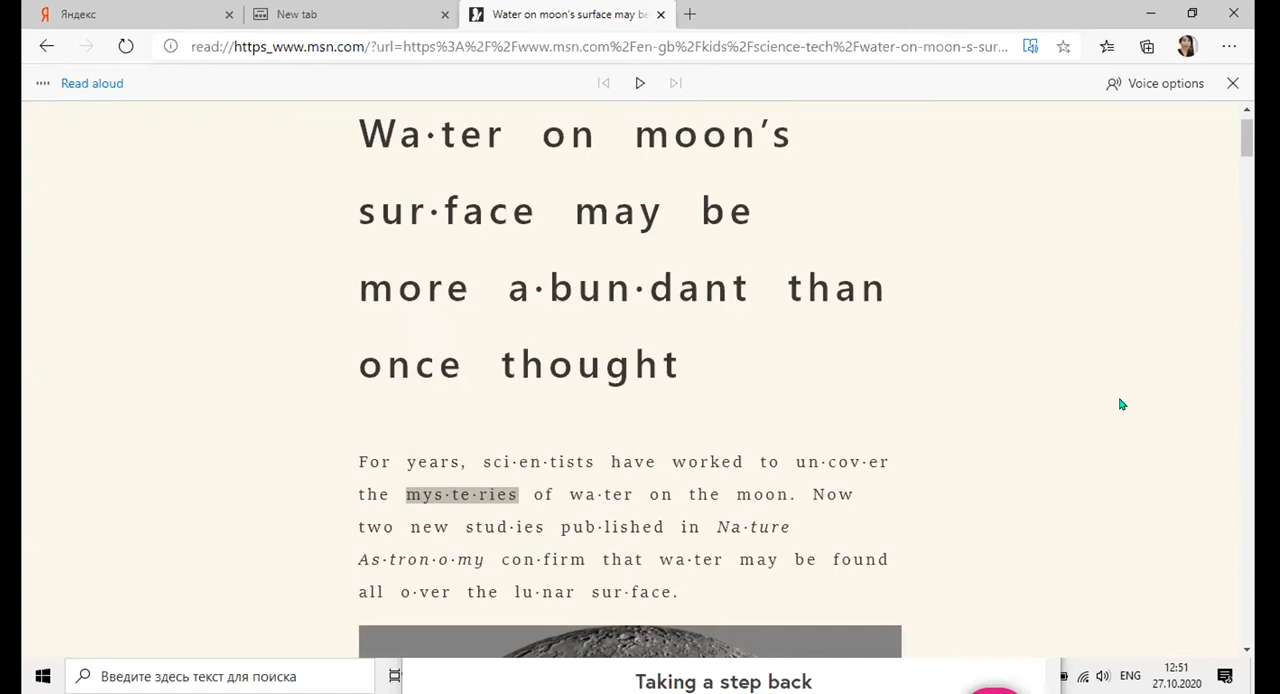 Яндекс
New tab
Water on moon's surface may be
read://https_www.msn.com/?url=https%3A%2F%2Fwww.msn.com%2Fen-gb%2Fkids%2Fscience-tech%2Fwater-on-moon-s-sur...
Read aloud
Voice options
Wa·ter on moon's
sur·face may be
more a·bun·dant than
once thought
For years, sci·en·tists have worked to un·cov·er
the mys·te·ries of wa·ter on the moon. Now
two new stud·ies pub·lished in Na·ture
As·tron·o·my con·firm that wa·ter may be found
all o·ver the lu·nar sur·face.
Введите здесь текст для поиска
Taking a step back
ENG
12:51
27.10.2020